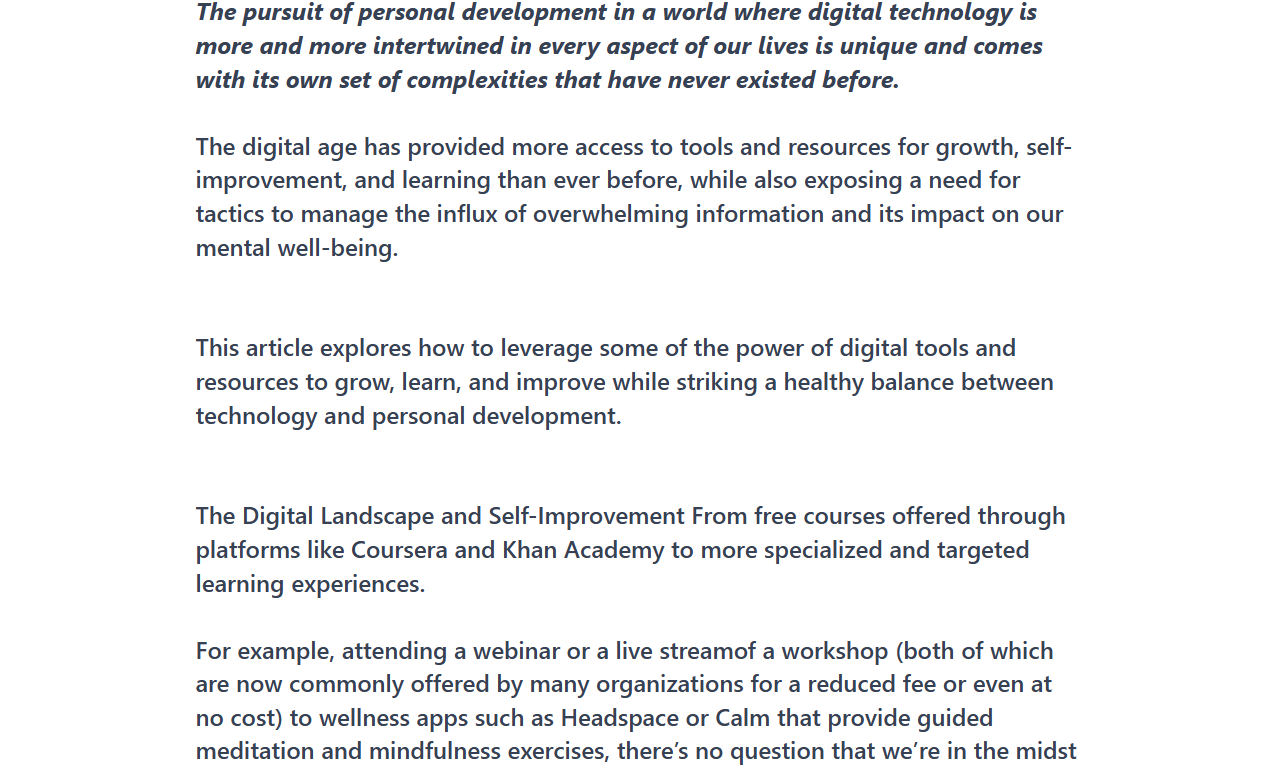 The pursuit of personal development in a world where digital technology is
more and more intertwined in every aspect of our lives is unique and comes
with its own set of complexities that have never existed before.
The digital age has provided more access to tools and resources for growth, self-
improvement, and learning than ever before, while also exposing a need for
tactics to manage the influx of overwhelming information and its impact on our
mental well-being.
This article explores how to leverage some of the power of digital tools and
resources to grow, learn, and improve while striking a healthy balance between
technology and personal development.
The Digital Landscape and Self-Improvement From free courses offered through
platforms like Coursera and Khan Academy to more specialized and targeted
learning experiences.
For example, attending a webinar or a live streamof a workshop (both of which
are now commonly offered by many organizations for a reduced fee or even at
no cost) to wellness apps such as Headspace or Calm that provide guided
meditation and mindfulness exercises, there’s no question that we’re in the midst